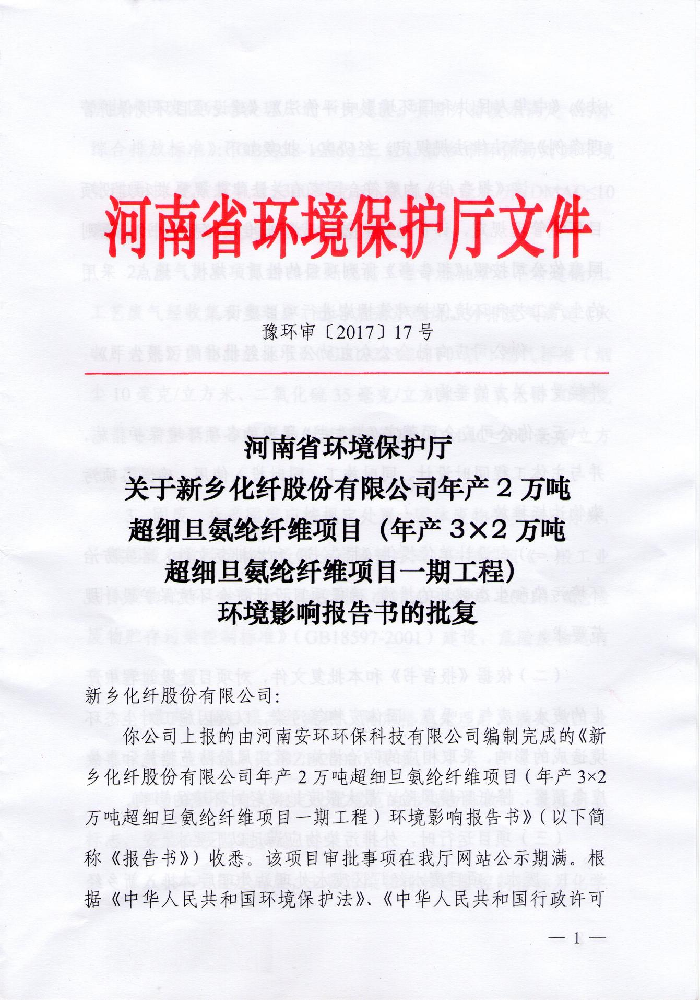 河南省环境保护厅文件
豫环审〔2017〕17号
河南省环境保护厅
关于新乡化纤股份有限公司年产2万吨
超细旦氨纶纤维项目（年产3×2万吨
超细旦氨纶纤维项目一期工程）
环境影响报告书的批复
新乡化纤股份有限公司:
你公司上报的由河南安环环保科技有限公司编制完成的《新
乡化纤股份有限公司年产2万吨超细旦氨纶纤维项目（年产3×2
万吨超细旦氨纶纤维项目一期工程）环境影响报告书》（以下简
称《报告书》）收悉。该项目审批事项在我厅网站公示期满。根
据《中华人民共和国环境保护法》、《中华人民共和国行政许可
— 1 —